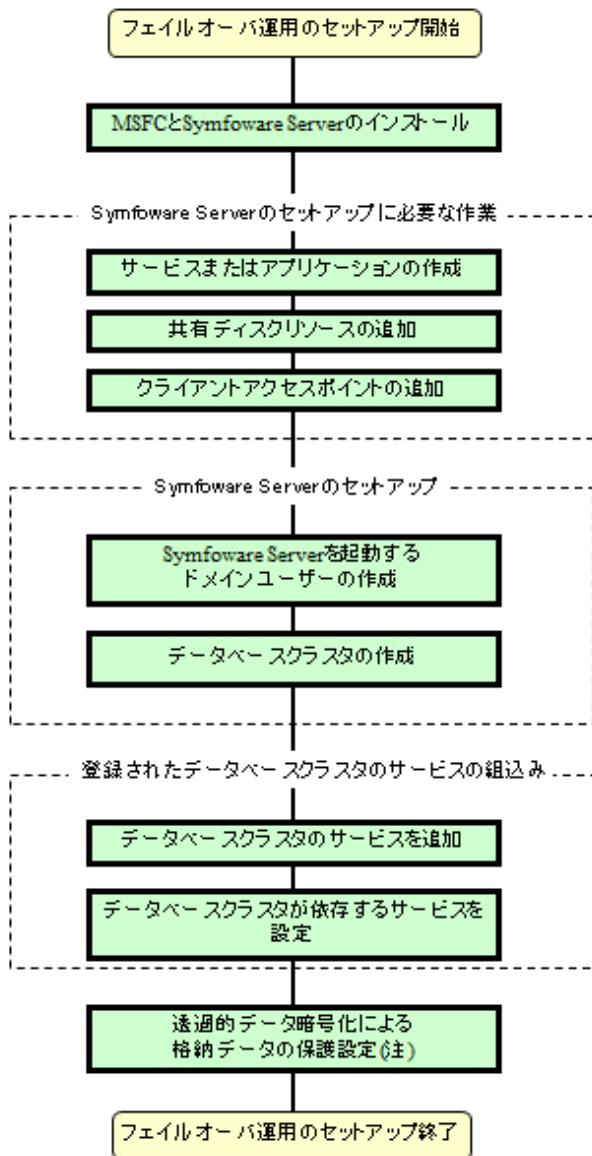 フェイルオーバ運用のセットアップ開始
MSFCとSymfoware Serverのインストール
Symfoware Serverのセットアップに必要な作業
サービスまたはアプリケーションの作成
共有ディスクリソースの追加
クライアントアクセスポイントの追加
Symfoware Serverのセットアップ
Symfoware Serverを起動する
ドメインユーザーの作成
データベースクラスタの作成
登録されたデータベースクラスタのサービスの組込み
データベースクラスタのサービスを追加
データベースクラスタが依存するサービスを
設定
透過的データ暗号化による
格納データの保護設定(注)
フェイルオーバ運用のセットアップ終了